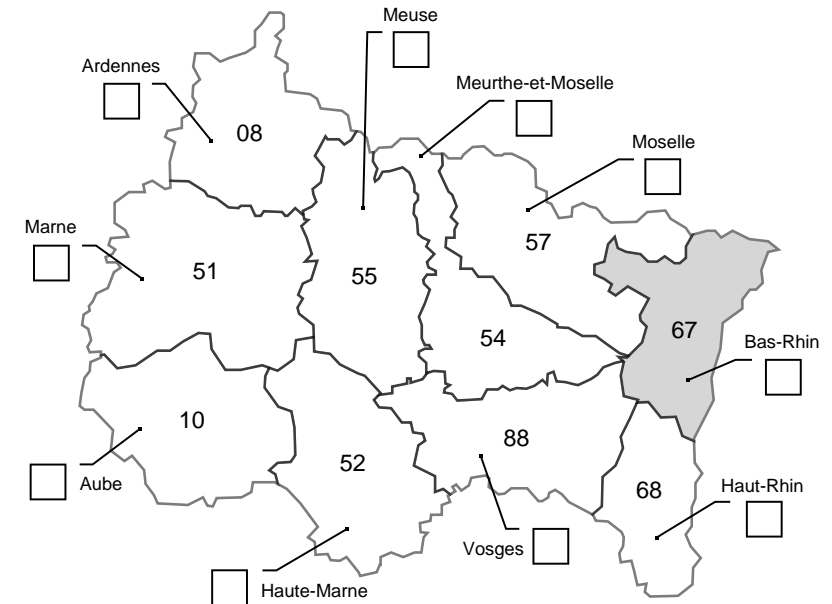 Meuse
Ardennes
Meurthe-et-Moselle
08
Moselle
Marne
57
51
55
67
54
Bas-Rhin
10
88
52
Aube
68
Haut-Rhin
Vosges
Haute-Marne